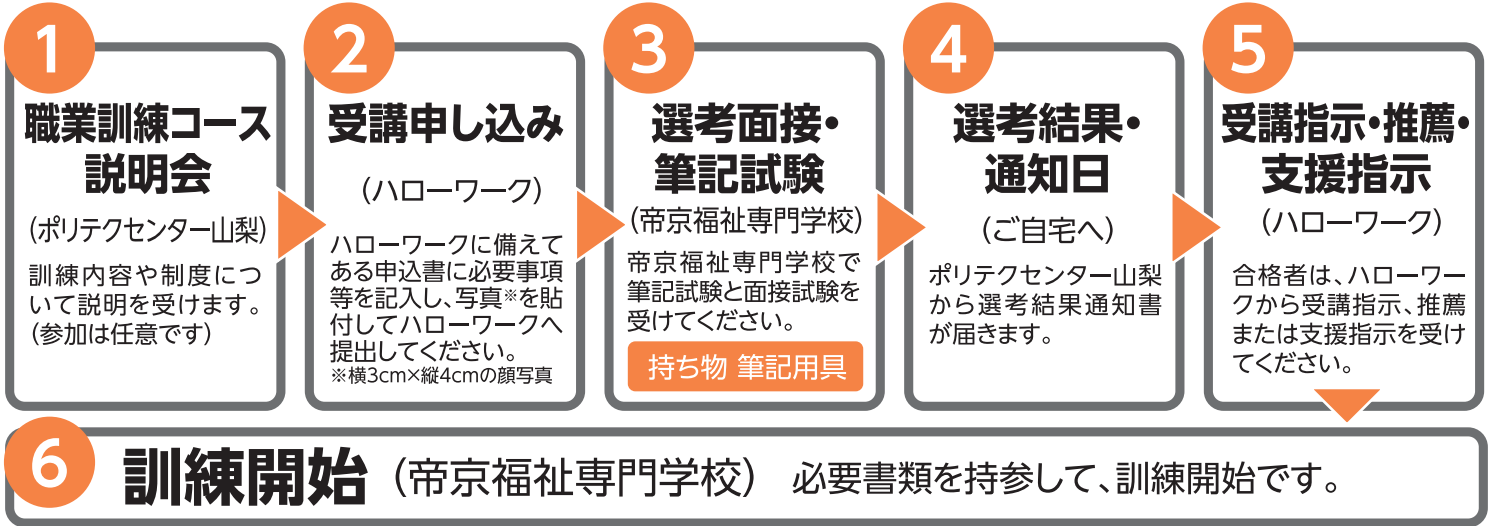 1
職業訓練コース
説明会
(ポリテクセンター山梨)
訓練内容や制度につ
いて説明を受けます。
(参加は任意です)
2
受講申し込み
(ハローワーク)
ハローワークに備えて
ある申込書に必要事項
等を記入し、写真※を貼
付してハローワークへ
提出してください。
※横3cm×縦4cmの顔写真
3
選考面接・
筆記試験
(帝京福祉専門学校)
帝京福祉専門学校で
筆記試験と面接試験を
受けてください。
持ち物 筆記用具
4
選考結果・
通知日
(ご自宅へ)
ポリテクセンター山梨
から選考結果通知書
が届きます。
5
受講指示・推薦・
支援指示
(ハローワーク)
合格者は、ハローワー
クから受講指示、推薦
または支援指示を受け
てください。
6
訓練開始(帝京福祉専門学校) 必要書類を持参して、訓練開始です。